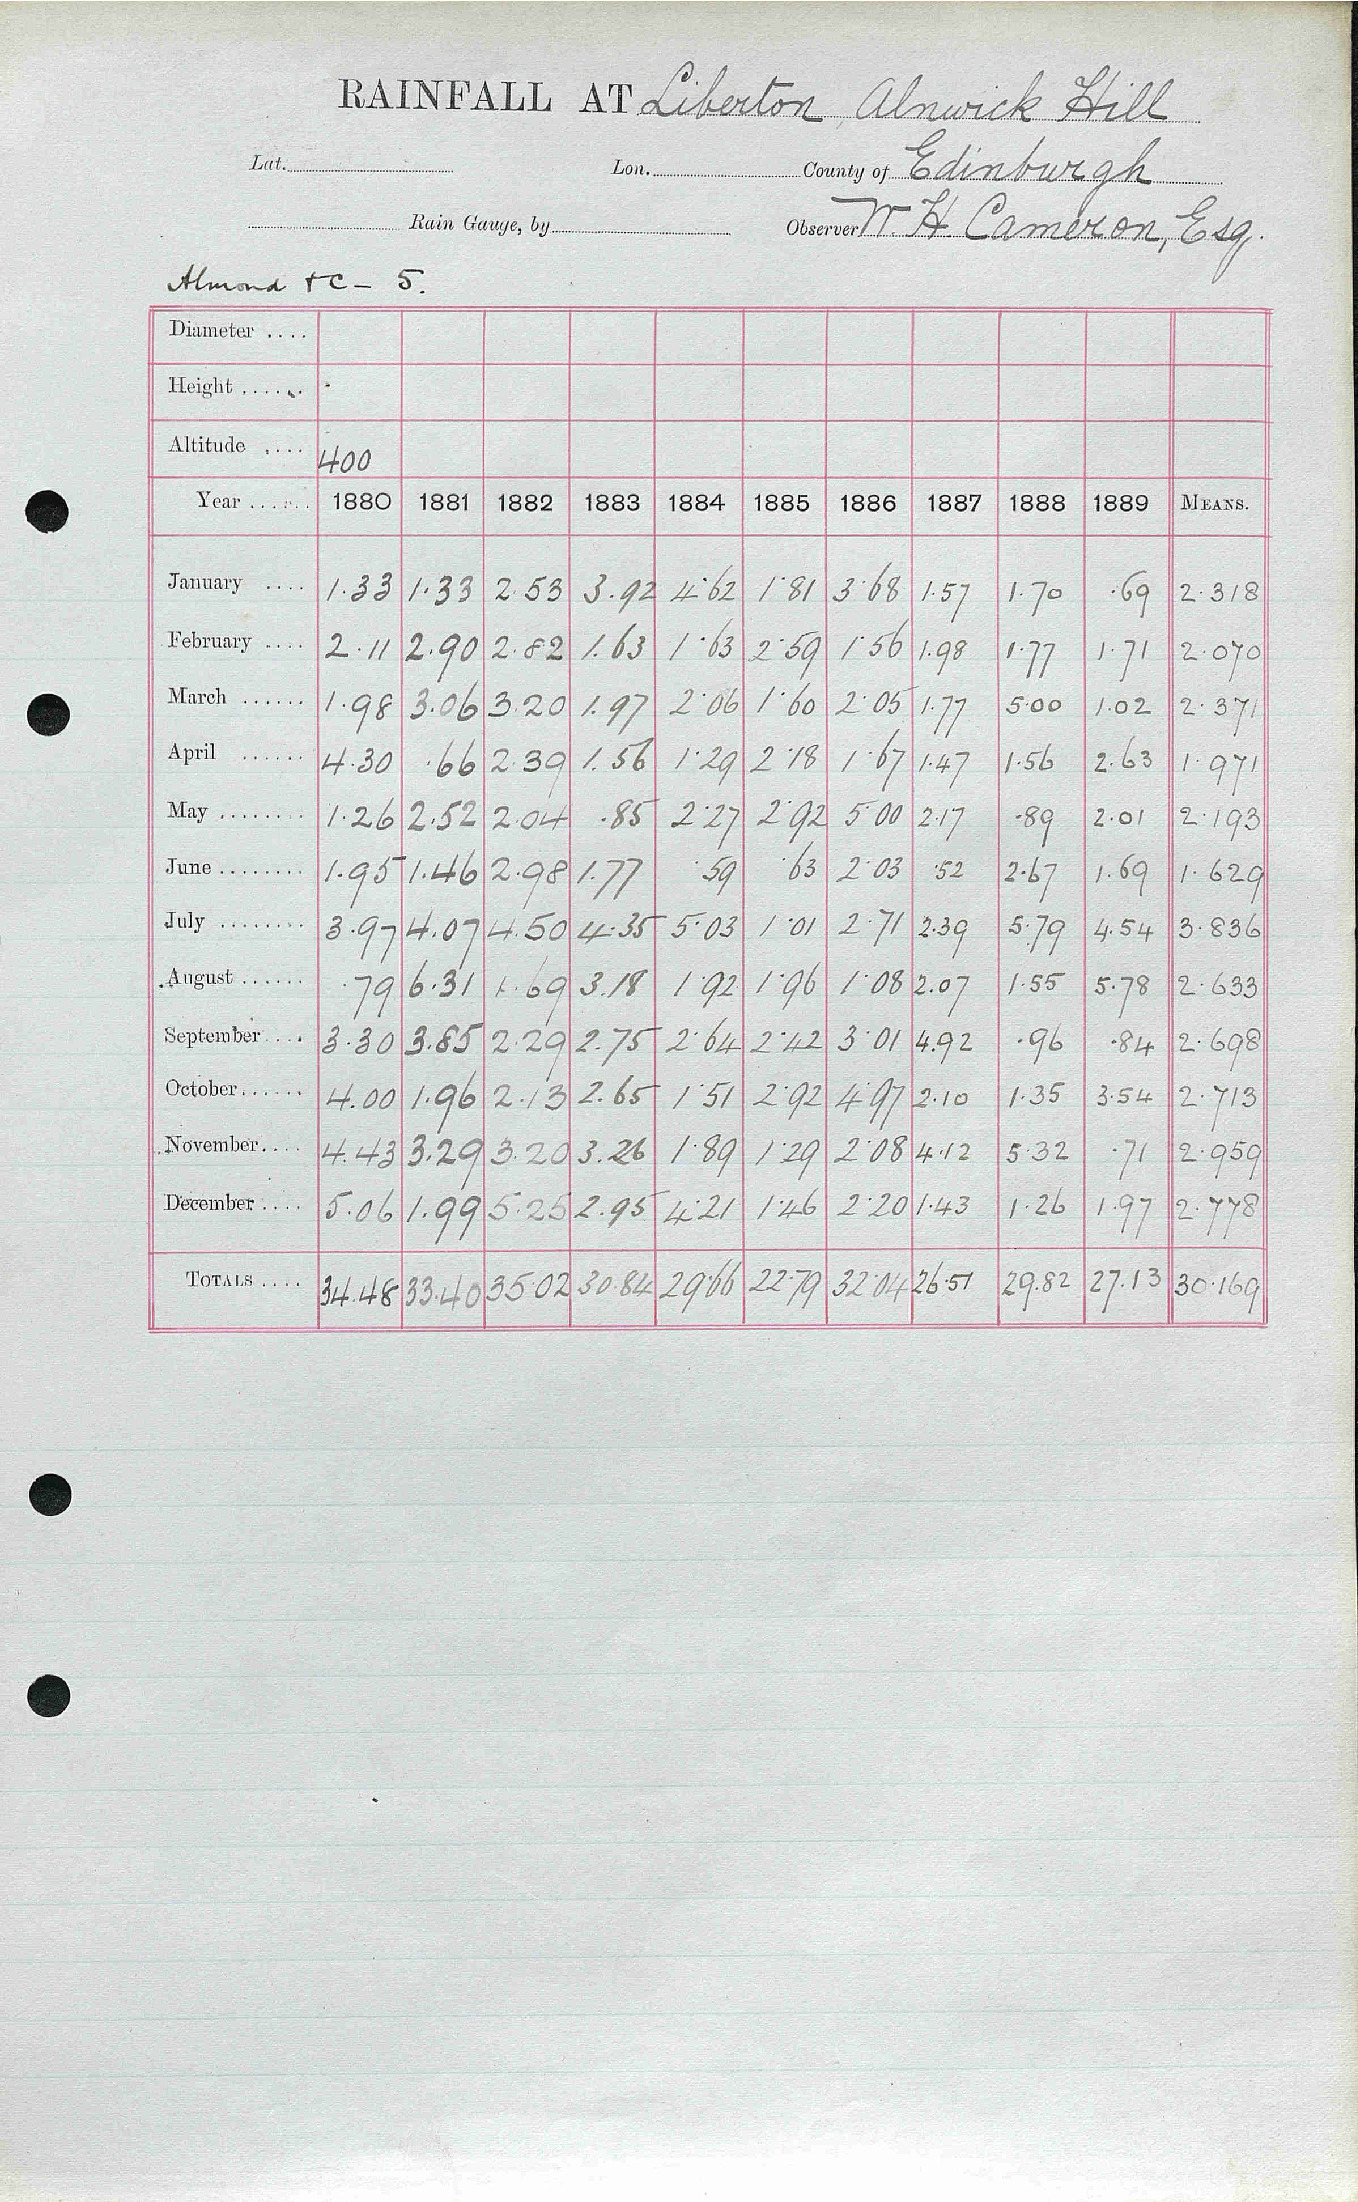 RAINFALL AT Liberton, Alnwick Hill
Lat. Lon. County of Edinburgh
Rain Gauge, by Observer W. H. Cameron, Esq.
Almond &c – 5.
Diameter ....
Height ......
Altitude .... 400
Year .... 1880 1881 1882 1883 1884 1885 1886 1887 1888 1889 MEANS.
January .... 1.33 1.33 2.53 3.92 4.62 1.81 3.68 1.57 1.70 .69 2.318
February .... 2.11 2.90 2.82 1.63 1.63 2.59 1.56 1.98 1.77 1.71 2.070
March ...... 1.98 3.06 3.20 1.97 2.06 1.60 2.05 1.77 5.00 1.02 2.371
April ...... 4.30 .66 2.39 1.56 1.29 2.18 1.67 1.47 1.56 2.63 1.971
May ........ 1.26 2.52 2.04 .85 2.27 2.92 5.00 2.17 .89 2.01 2.193
June ........ 1.95 1.46 2.98 1.77 .59 .63 2.03 .52 2.67 1.69 1.629
July ........ 3.97 4.07 4.50 4.35 5.03 1.01 2.71 2.39 5.79 4.54 3.836
August ...... .79 6.31 1.69 3.18 1.92 1.96 1.08 2.07 1.55 5.78 2.633
September .... 3.30 3.85 2.29 2.75 2.64 2.42 3.01 4.92 .96 .84 2.698
October ...... 4.00 1.96 2.13 2.65 1.51 2.92 4.97 2.10 1.35 3.54 2.713
November .... 4.43 3.29 3.20 3.26 1.89 1.29 2.08 4.12 5.32 .71 2.959
December .... 5.06 1.99 5.25 2.95 4.21 1.46 2.20 1.43 1.26 1.97 2.778
TOTALS .... 34.48 33.40 35.02 30.84 29.66 22.79 32.04 26.51 29.82 27.13 30.169